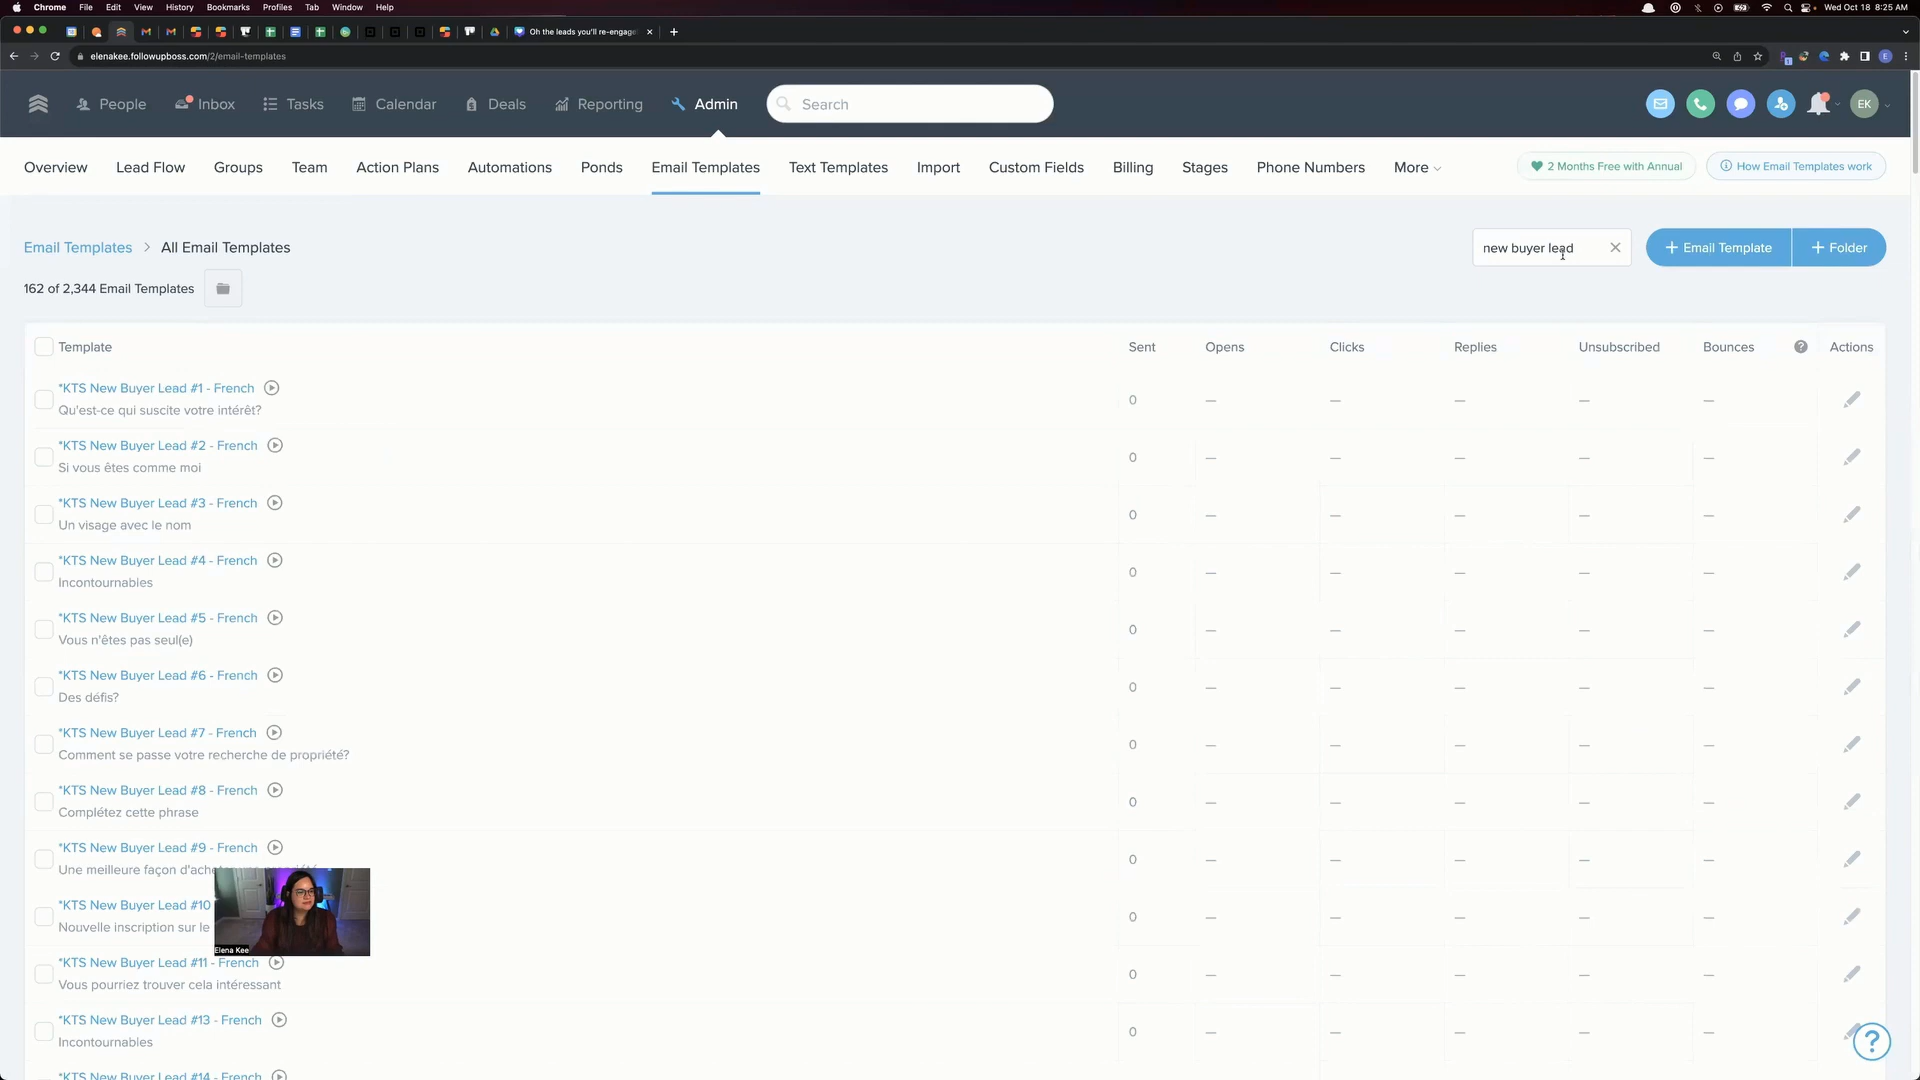 Chrome File Edit View History Bookmarks Profiles Tab Window Help Wed Oct 18 8:25 AM
Oh the leads you'll re-engage
elenakee.followupboss.com/2/email-templates
People Inbox Tasks Calendar Deals Reporting Admin Search EK
Overview Lead Flow Groups Team Action Plans Automations Ponds Email Templates Text Templates Import Custom Fields Billing Stages Phone Numbers More 2 Months Free with Annual How Email Templates work
Email Templates > All Email Templates new buyer lead + Email Template + Folder
162 of 2,344 Email Templates
Template Sent Opens Clicks Replies Unsubscribed Bounces ? Actions
*KTS New Buyer Lead #1 - French
Qu'est-ce qui suscite votre intérêt?
0 — — — — —
*KTS New Buyer Lead #2 - French
Si vous êtes comme moi
0 — — — — —
*KTS New Buyer Lead #3 - French
Un visage avec le nom
0 — — — — —
*KTS New Buyer Lead #4 - French
Incontournables
0 — — — — —
*KTS New Buyer Lead #5 - French
Vous n'êtes pas seul(e)
0 — — — — —
*KTS New Buyer Lead #6 - French
Des défis?
0 — — — — —
*KTS New Buyer Lead #7 - French
Comment se passe votre recherche de propriété?
0 — — — — —
*KTS New Buyer Lead #8 - French
Complétez cette phrase
0 — — — — —
*KTS New Buyer Lead #9 - French
Une meilleure façon
0 — — — — —
*KTS New Buyer Lead #10
Nouvelle inscription sur le
0 — — — — —
Elena Kee
*KTS New Buyer Lead #11 - French
Vous pourriez trouver cela intéressant
0 — — — — —
*KTS New Buyer Lead #13 - French
Incontournables
0 — — — — —
*KTS New Buyer Lead #14 - French
?